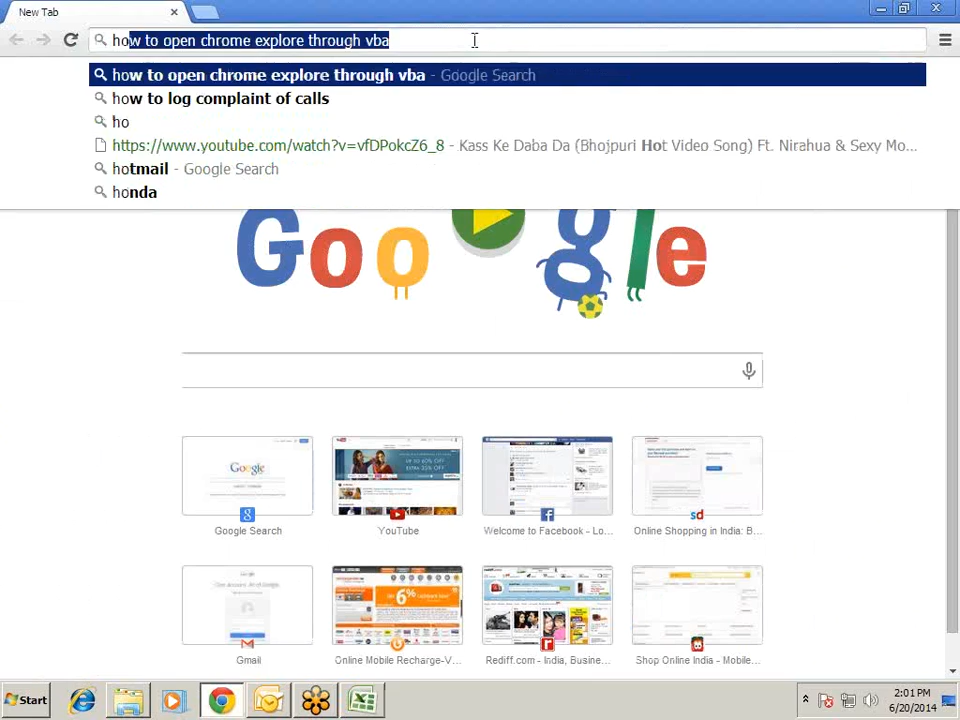 New Tab
how to open chrome explore through vba
how to open chrome explore through vba - Google Search
how to log complaint of calls
ho
https://www.youtube.com/watch?v=vfDPokcZ6_8 - Kass Ke Daba Da (Bhojpuri Hot Video Song) Ft. Nirahua & Sexy Mo...
hotmail - Google Search
honda
Google
Google Search
YouTube
Welcome to Facebook - Lo...
Online Shopping in India: B...
Gmail
Online Mobile Recharge-V...
Rediff.com - India, Busine...
Shop Online India - Mobile...
Start
2:01 PM
6/20/2014